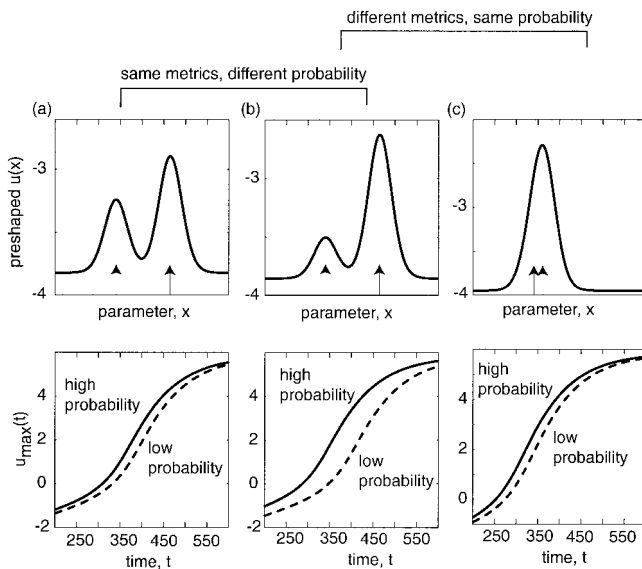 different metrics, same probability
same metrics, different probability
(a)
(b)
(c)
preshaped u(x)
-3
-4
-3
-4
-3
-4
parameter, x
parameter, x
parameter, x
u_max(t)
4
2
0
-2
high
probability
low
probability
250 350 450 550
time, t
4
2
0
-2
high
probability
low
probability
250 350 450 550
time, t
4
2
0
high
probability
low
probability
250 350 450 550
time, t